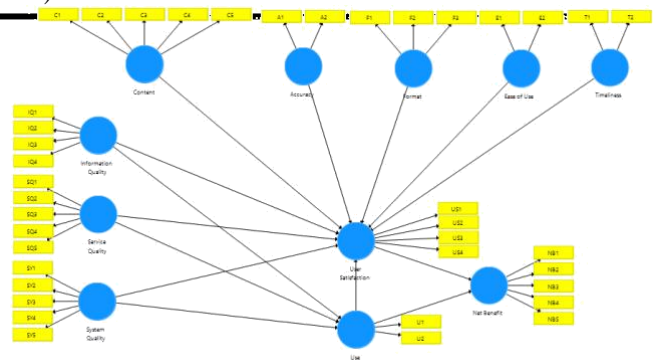 C1 C2 C3 C4 C5 A1 A2 F1 F2 F3 E1 E2 T1 T2
Content
Accuracy
Format
Ease of Use
Timeliness
IQ1
IQ2
IQ3
IQ4
Information
Quality
SQ1
SQ2
SQ3
SQ4
SQ5
Service
Quality
SY1
SY2
SY3
SY4
SY5
System
Quality
US1
US2
US3
US4
User
Satisfaction
NB1
NB2
NB3
NB4
NB5
Net Benefit
U1
U2
Use